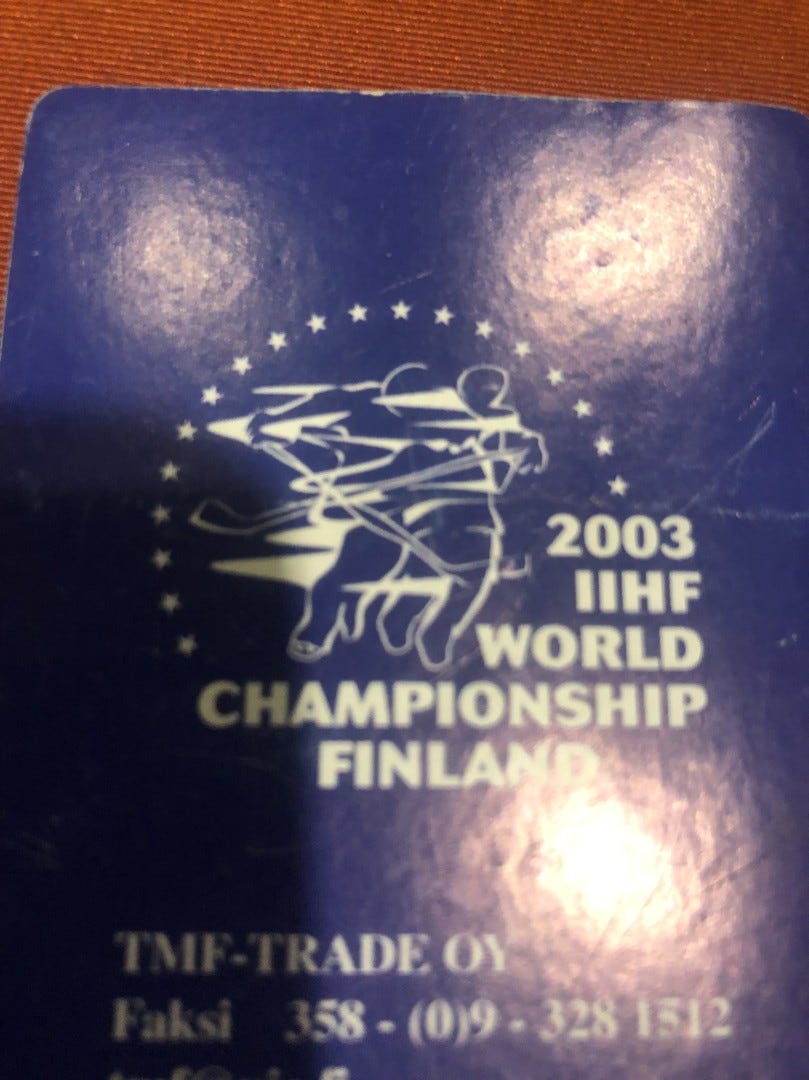 2003
IIHF
WORLD
CHAMPIONSHIP
FINLAND
TMF-TRADE OY
Faksi 358 - (0)9 - 328 1512